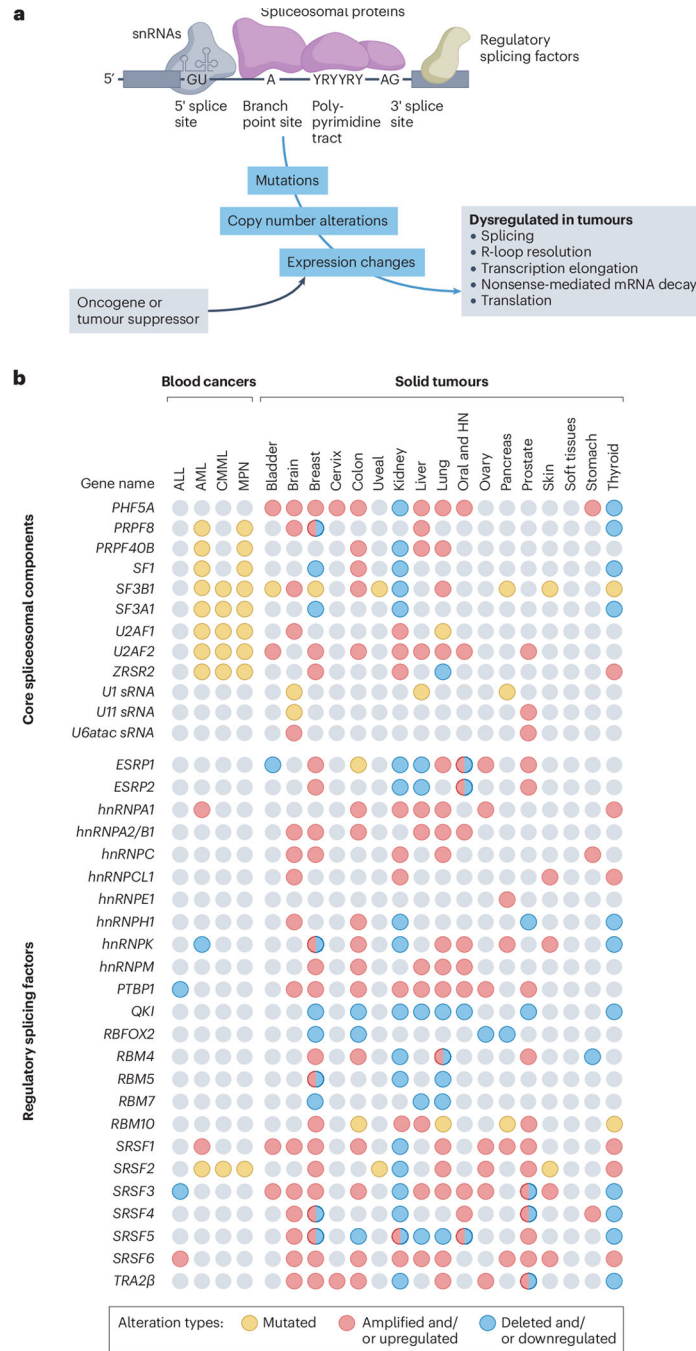 a
Spliceosomal proteins
snRNAs
Regulatory
splicing factors
5′
GU
A
YRYYRY
AG
3′
5′ splice
site
Branch
point site
Poly-
pyrimidine
tract
3′ splice
site
Mutations
Copy number alterations
Expression changes
Oncogene or
tumour suppressor
Dysregulated in tumours
• Splicing
• R-loop resolution
• Transcription elongation
• Nonsense-mediated mRNA decay
• Translation
b
Blood cancers
Solid tumours
Gene name
ALL
AML
CMML
MPN
Bladder
Brain
Breast
Cervix
Colon
Uveal
Kidney
Liver
Lung
Oral and HN
Ovary
Pancreas
Prostate
Skin
Soft tissues
Stomach
Thyroid
Core spliceosomal components
PHF5A
PRPF8
PRPF40B
SF1
SF3B1
SF3A1
U2AF1
U2AF2
ZRSR2
U1 sRNA
U11 sRNA
U6atac sRNA
Regulatory splicing factors
ESRP1
ESRP2
hnRNPA1
hnRNPA2/B1
hnRNPC
hnRNPCL1
hnRNPE1
hnRNPH1
hnRNPK
hnRNPM
PTBP1
QKI
RBFOX2
RBM4
RBM5
RBM7
RBM10
SRSF1
SRSF2
SRSF3
SRSF4
SRSF5
SRSF6
TRA2β
Alteration types:
Mutated
Amplified and/
or upregulated
Deleted and/
or downregulated